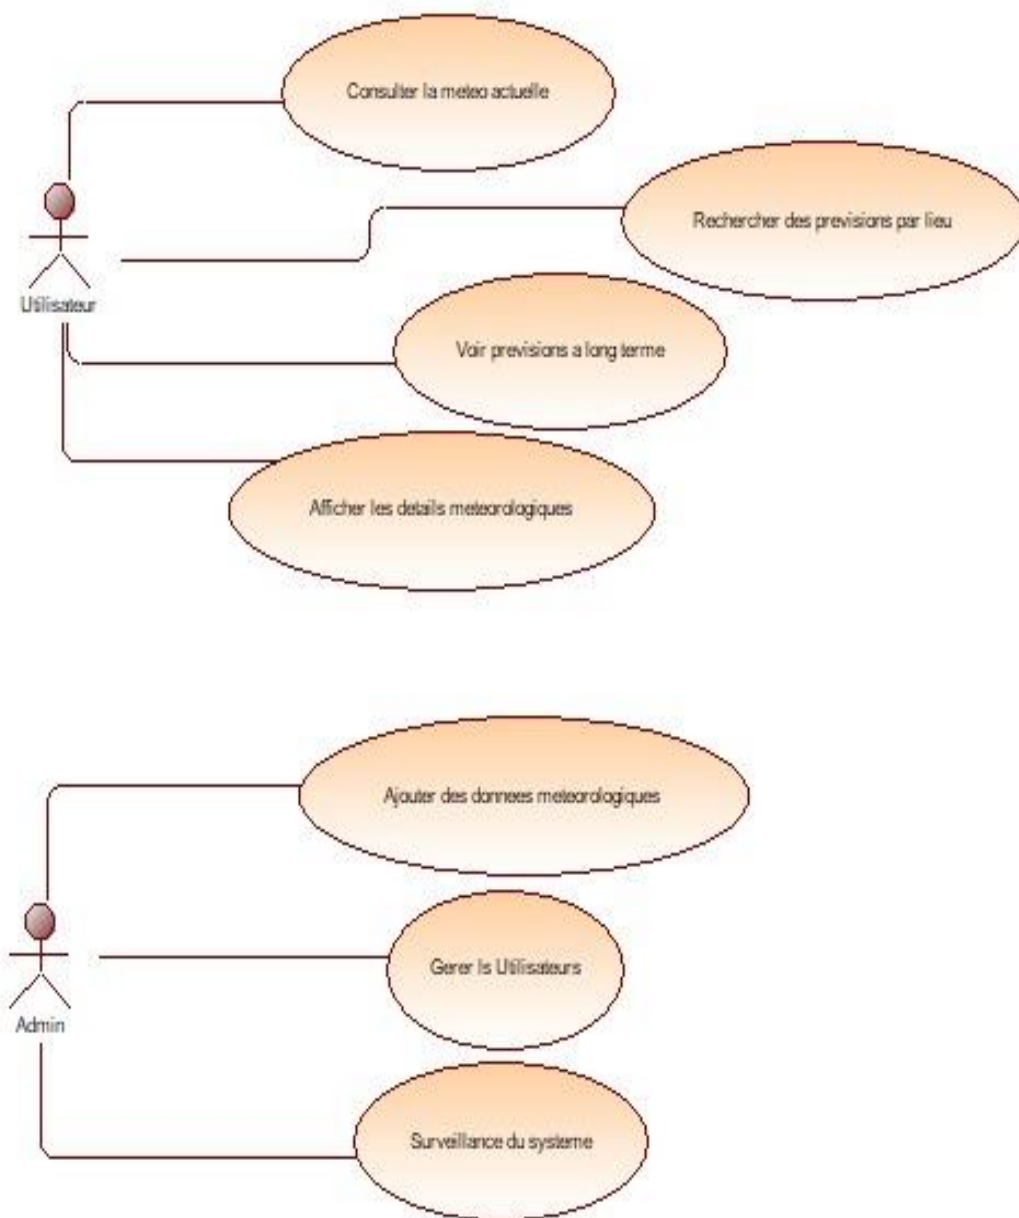 Consulter la meteo actuelle
Rechercher des previsions par lieu
Utilisateur
Voir previsions a long terme
Afficher les details meteorologiques
Ajouter des donnees meteorologiques
Gerer ls Utilisateurs
Admin
Surveillance du systeme